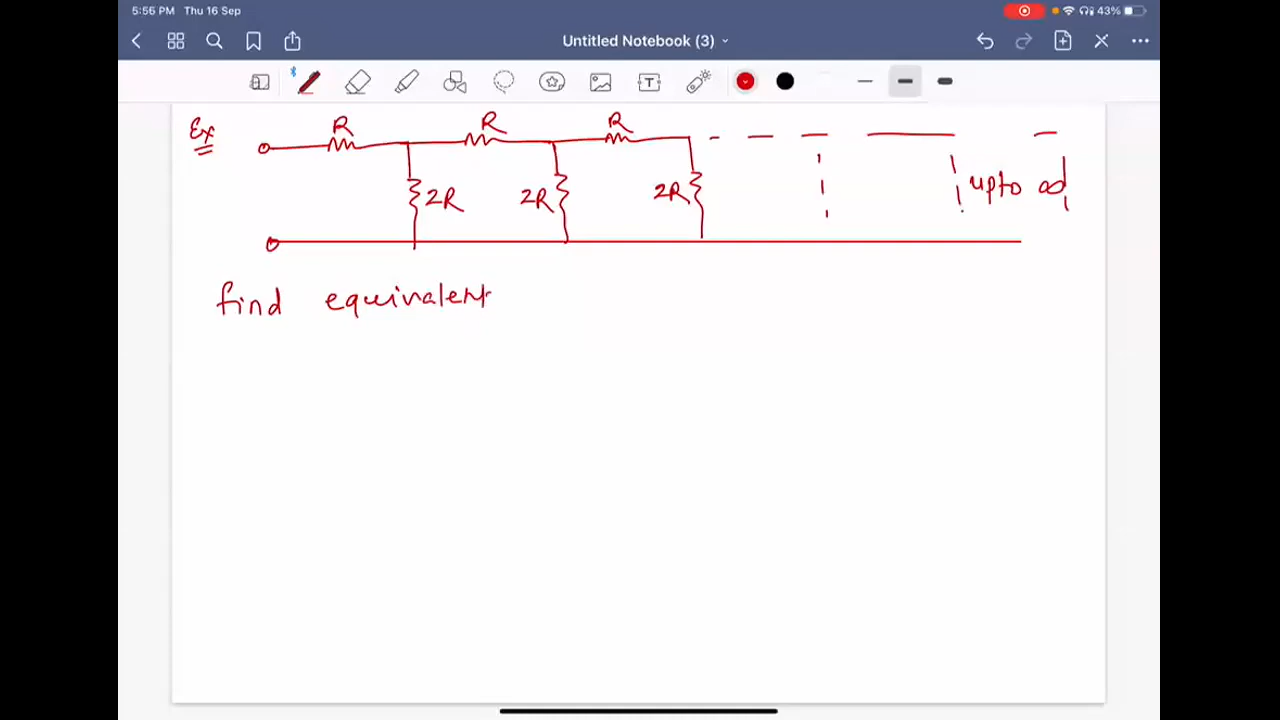 5:56 PM Thu 16 Sep
43%
Untitled Notebook (3)
Ex
R R R
2R 2R 2R upto ∞
find equivalent